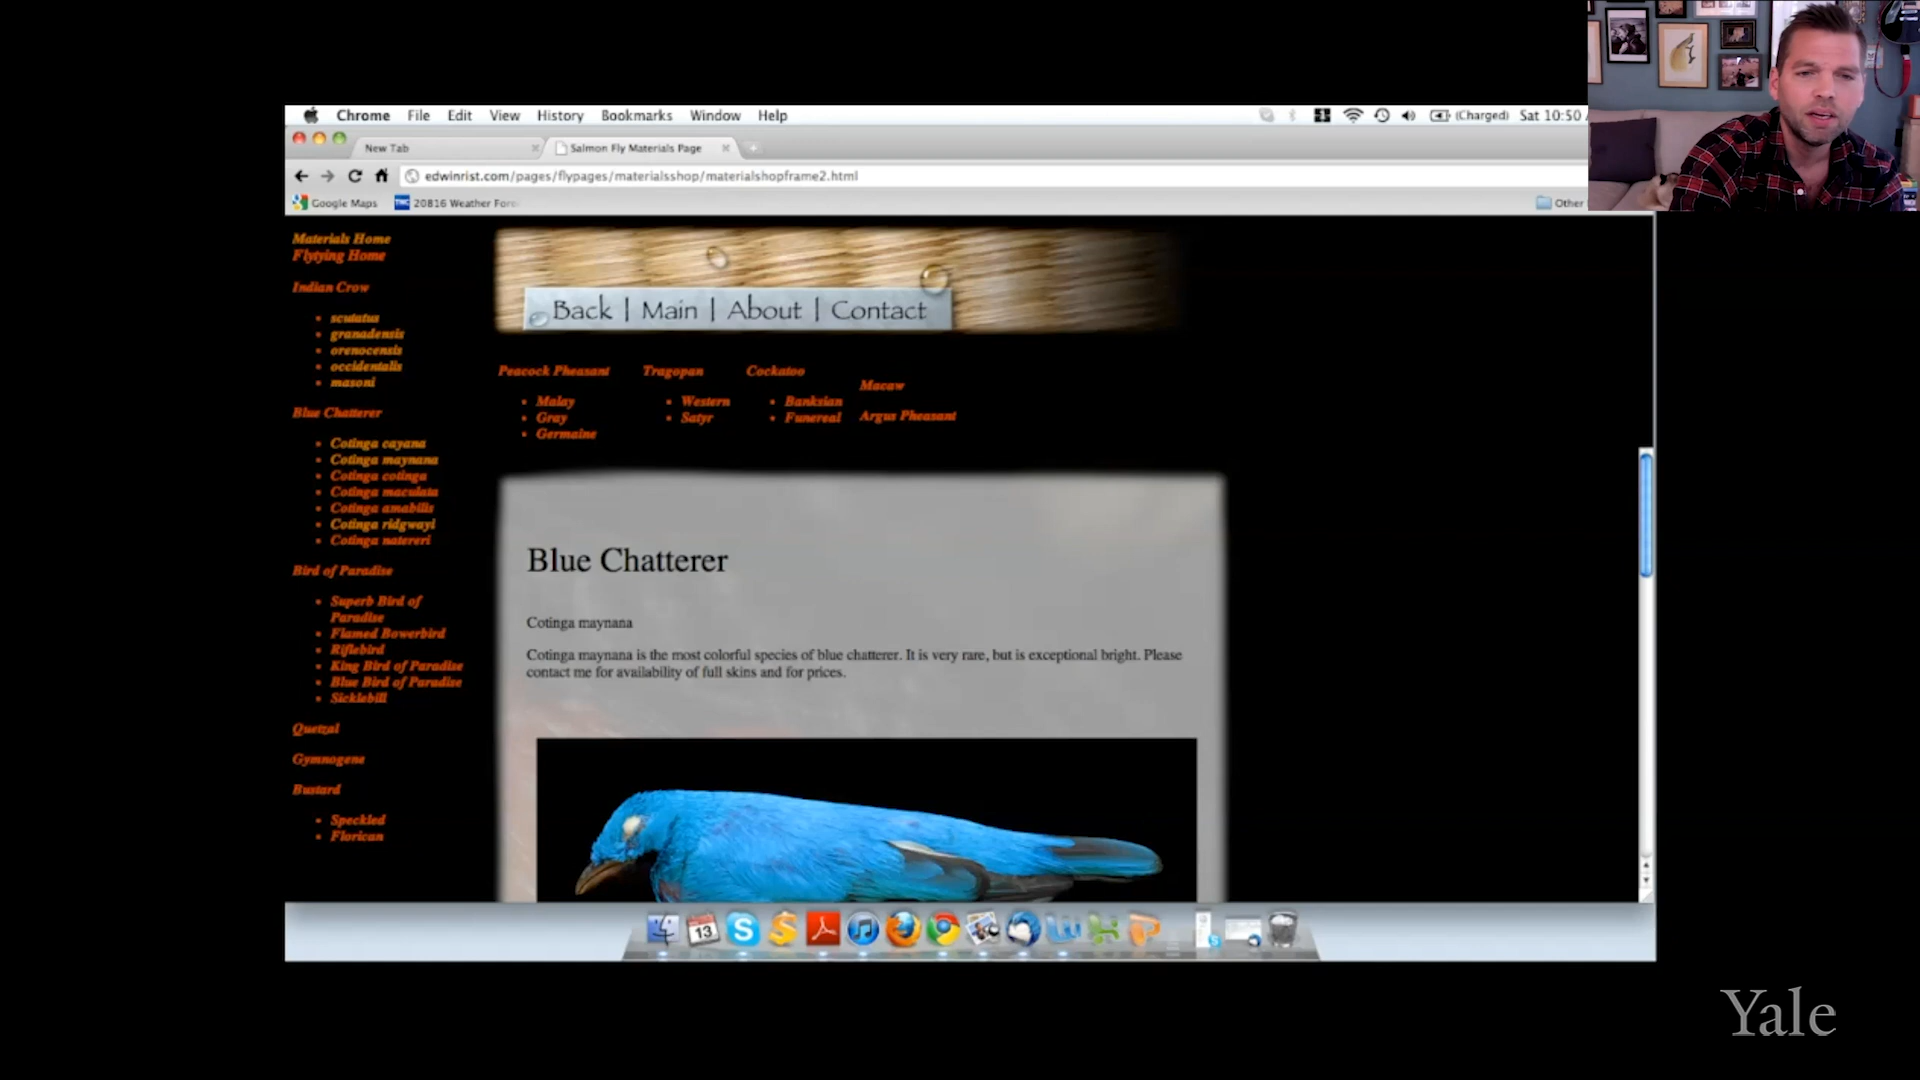 Chrome File Edit View History Bookmarks Window Help (Charged) Sat 10:50
New Tab Salmon Fly Materials Page
edwinrist.com/pages/flypages/materialsshop/materialshopframe2.html
Google Maps 20816 Weather Fore Other
Materials Home
Flytying Home
Indian Crow
scutatus
granadensis
orenocensis
occidentalis
masoni
Blue Chatterer
Cotinga cayana
Cotinga maynana
Cotinga cotinga
Cotinga maculata
Cotinga amabilis
Cotinga ridgwayi
Cotinga natereri
Bird of Paradise
Superb Bird of
Paradise
Flamed Bowerbird
Riflebird
King Bird of Paradise
Blue Bird of Paradise
Sicklebill
Quetzal
Gymnogene
Bustard
Speckled
Florican
Back | Main | About | Contact
Peacock Pheasant
Malay
Gray
Germaine
Tragopan
Western
Satyr
Cockatoo
Banksian
Funereal
Macaw
Argus Pheasant
Blue Chatterer
Cotinga maynana
Cotinga maynana is the most colorful species of blue chatterer. It is very rare, but is exceptional bright. Please
contact me for availability of full skins and for prices.
13
Yale